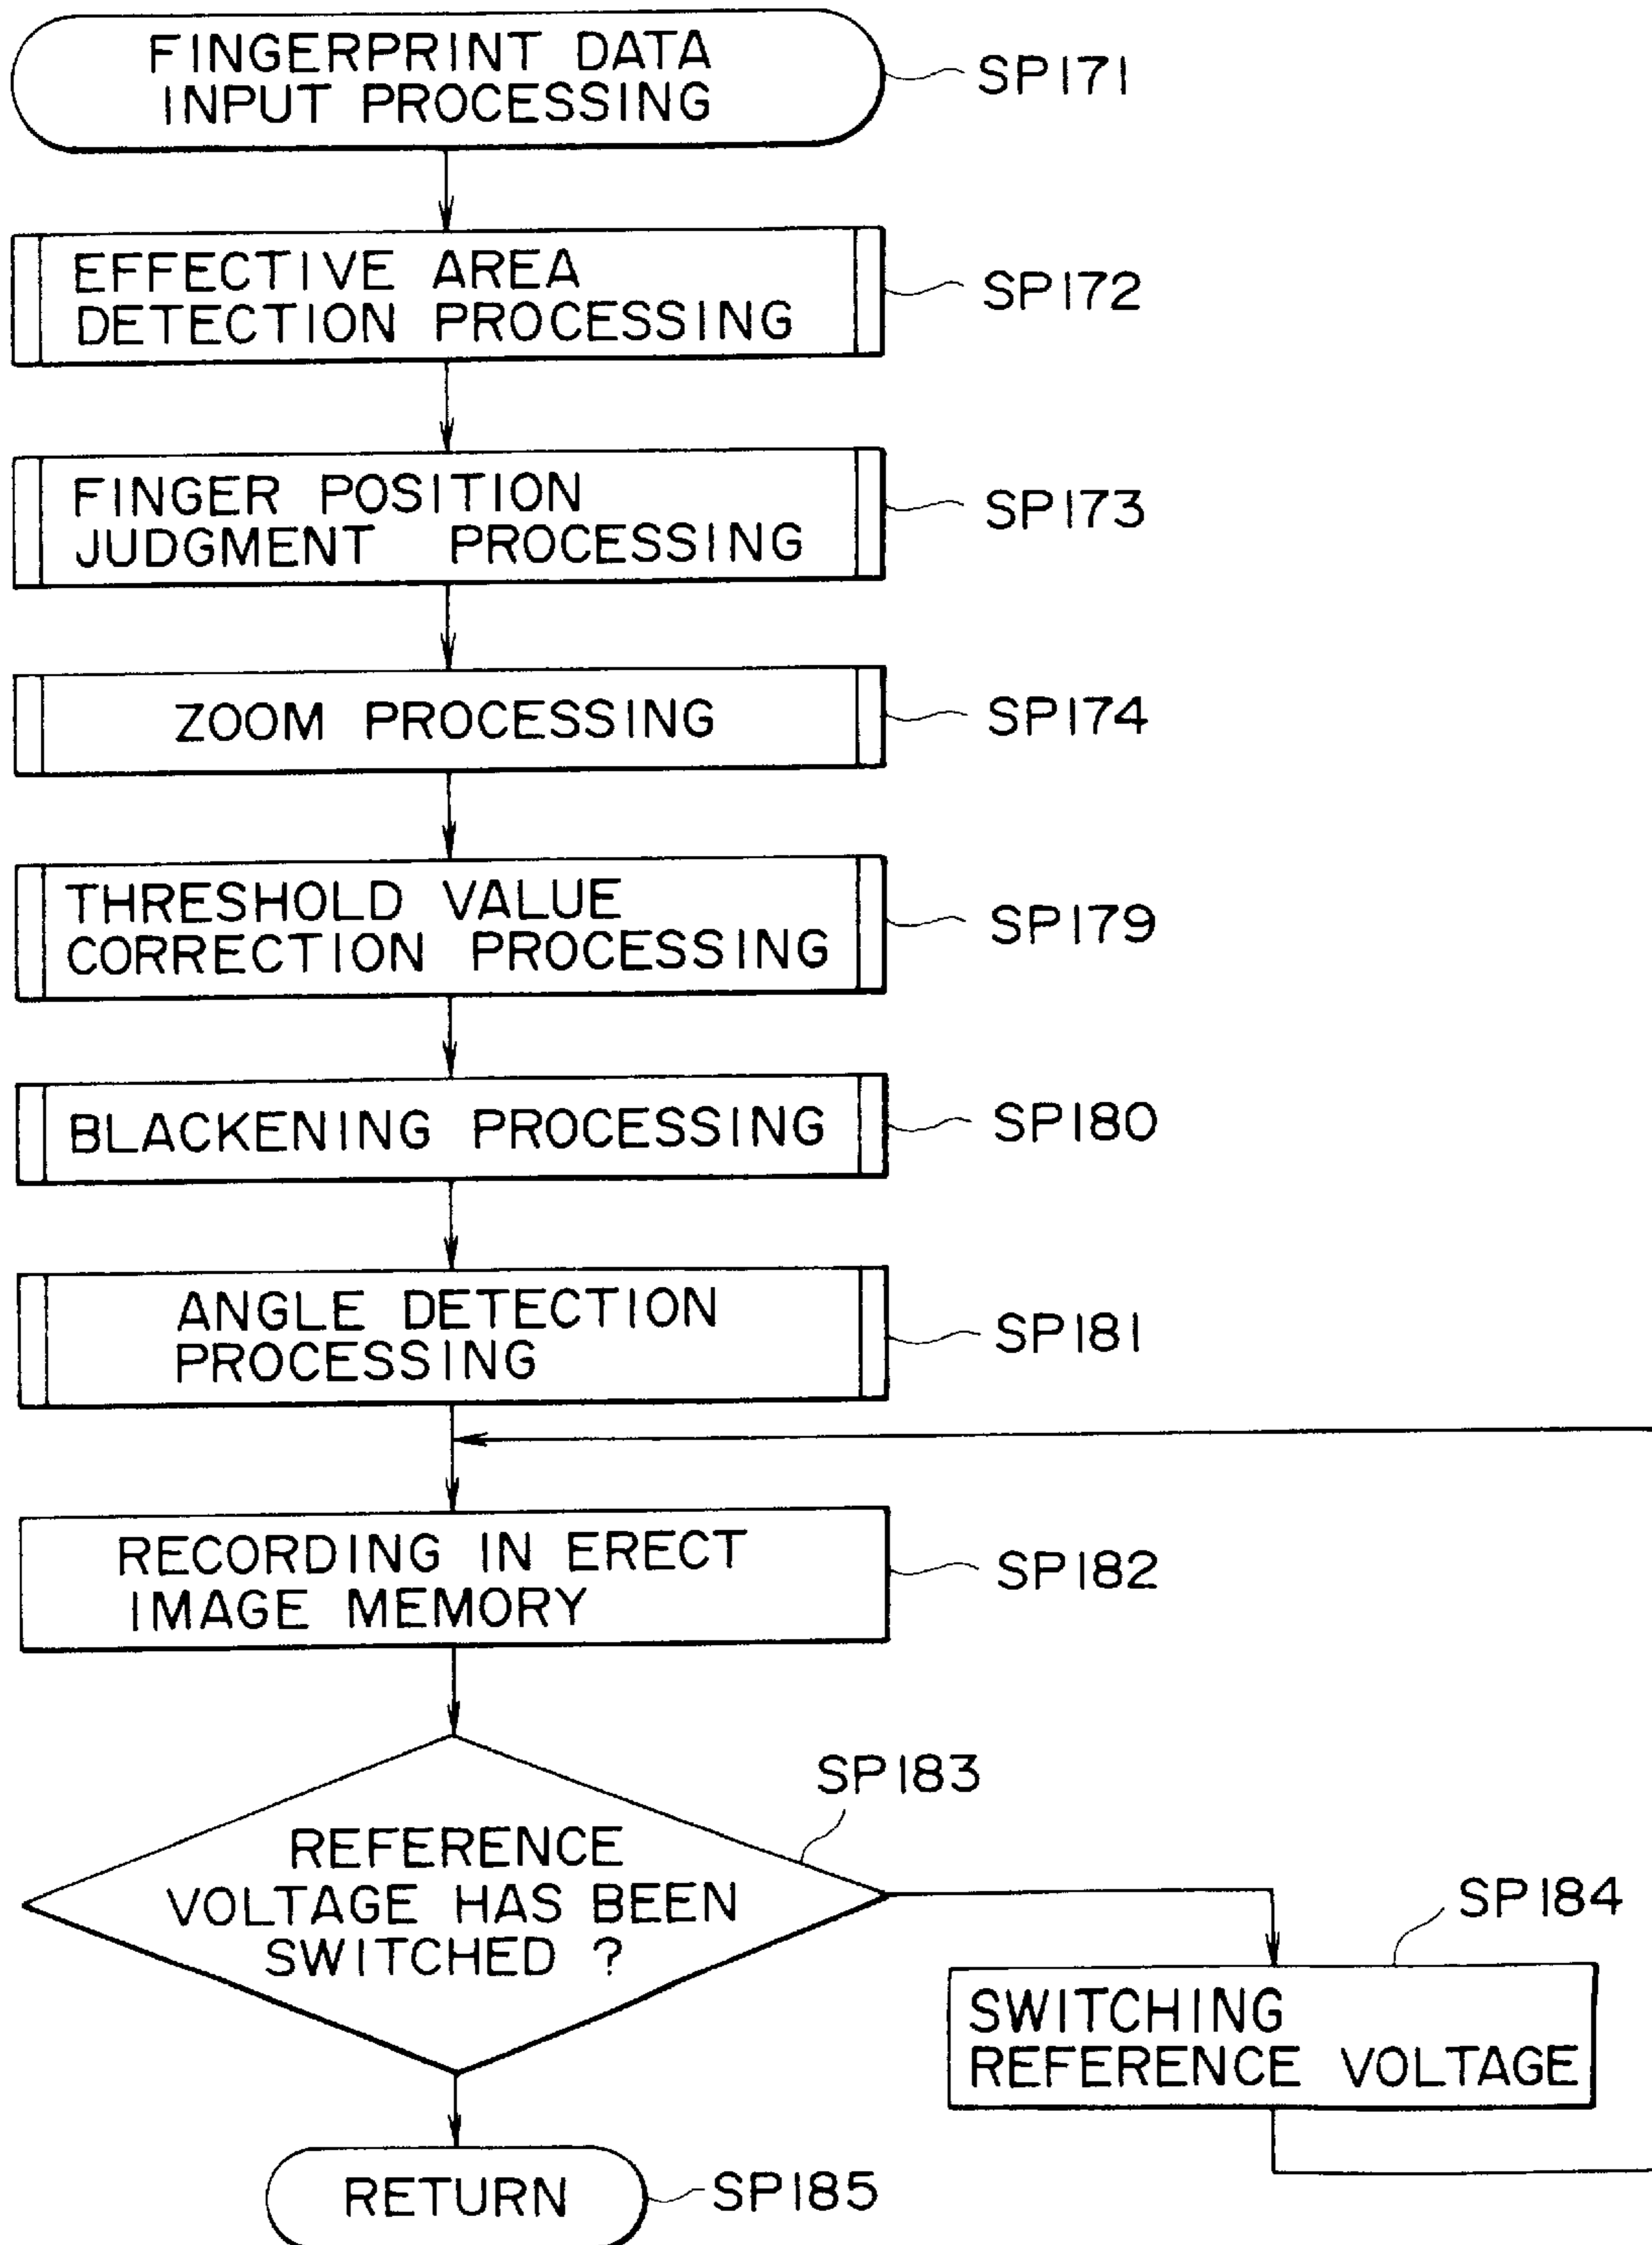 FINGERPRINT DATA
INPUT PROCESSING
SP171
EFFECTIVE AREA
DETECTION PROCESSING
SP172
FINGER POSITION
JUDGMENT PROCESSING
SP173
ZOOM PROCESSING
SP174
THRESHOLD VALUE
CORRECTION PROCESSING
SP179
BLACKENING PROCESSING
SP180
ANGLE DETECTION
PROCESSING
SP181
RECORDING IN ERECT
IMAGE MEMORY
SP182
SP183
REFERENCE
VOLTAGE HAS BEEN
SWITCHED ?
SP184
SWITCHING
REFERENCE VOLTAGE
RETURN
SP185